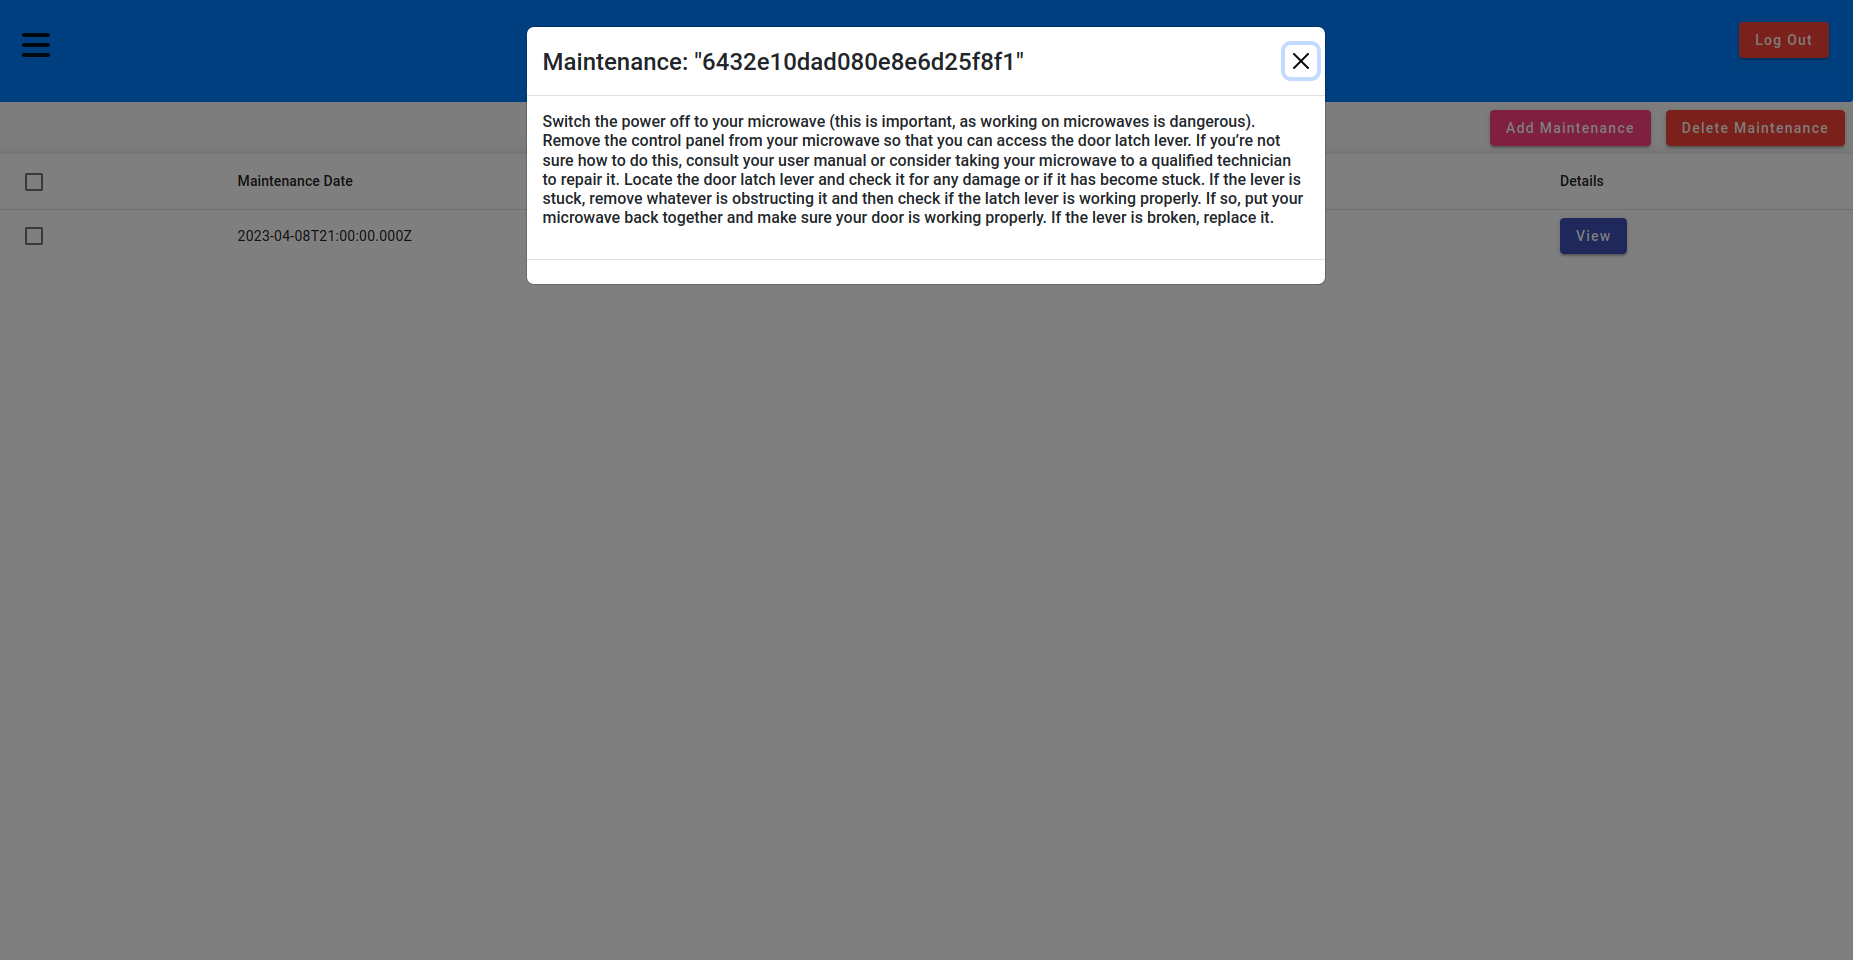 Log Out
Maintenance: "6432e10dad080e8e6d25f8f1"
Switch the power off to your microwave (this is important, as working on microwaves is dangerous).
Remove the control panel from your microwave so that you can access the door latch lever. If you’re not
sure how to do this, consult your user manual or consider taking your microwave to a qualified technician
to repair it. Locate the door latch lever and check it for any damage or if it has become stuck. If the lever is
stuck, remove whatever is obstructing it and then check if the latch lever is working properly. If so, put your
microwave back together and make sure your door is working properly. If the lever is broken, replace it.
Add Maintenance
Delete Maintenance
Maintenance Date
Details
2023-04-08T21:00:00.000Z
View